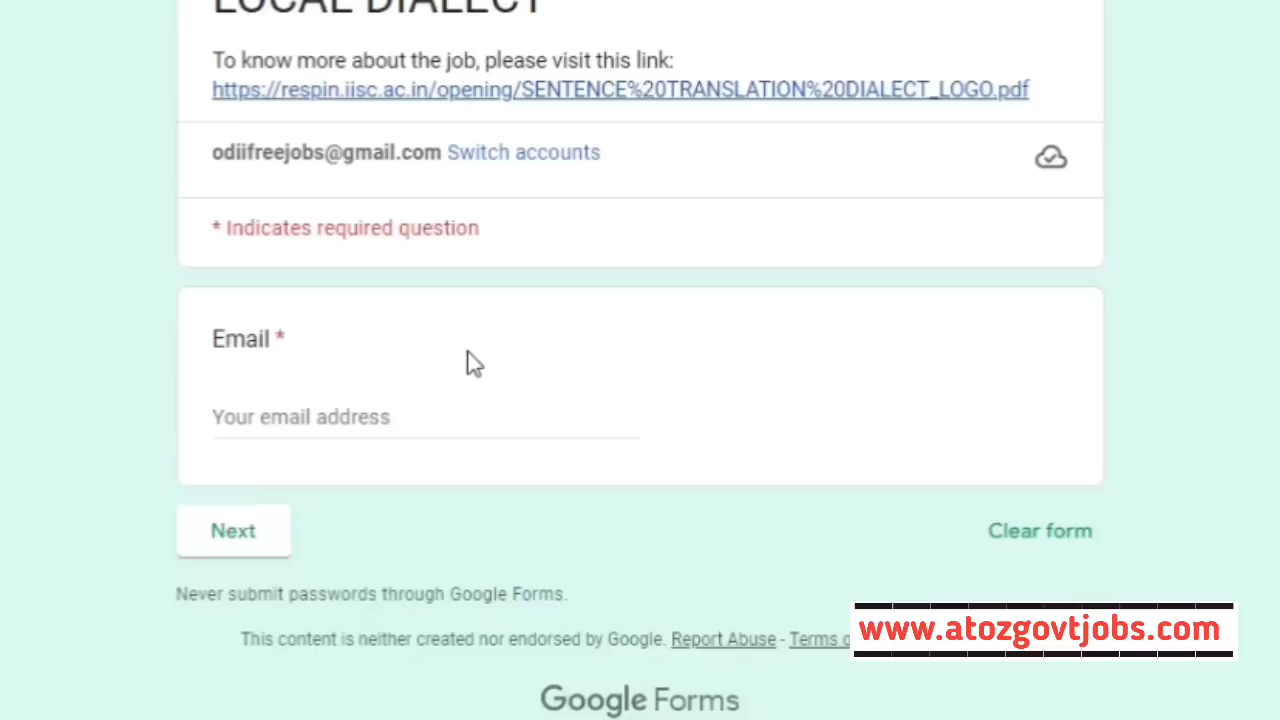 LOCAL DIALECT
To know more about the job, please visit this link:
https://respin.iisc.ac.in/opening/SENTENCE%20TRANSLATION%20DIALECT_LOGO.pdf
odiifreejobs@gmail.com Switch accounts
* Indicates required question
Email *
Your email address
Next
Clear form
Never submit passwords through Google Forms.
This content is neither created nor endorsed by Google. Report Abuse - Terms
www.atozgovtjobs.com
Google Forms